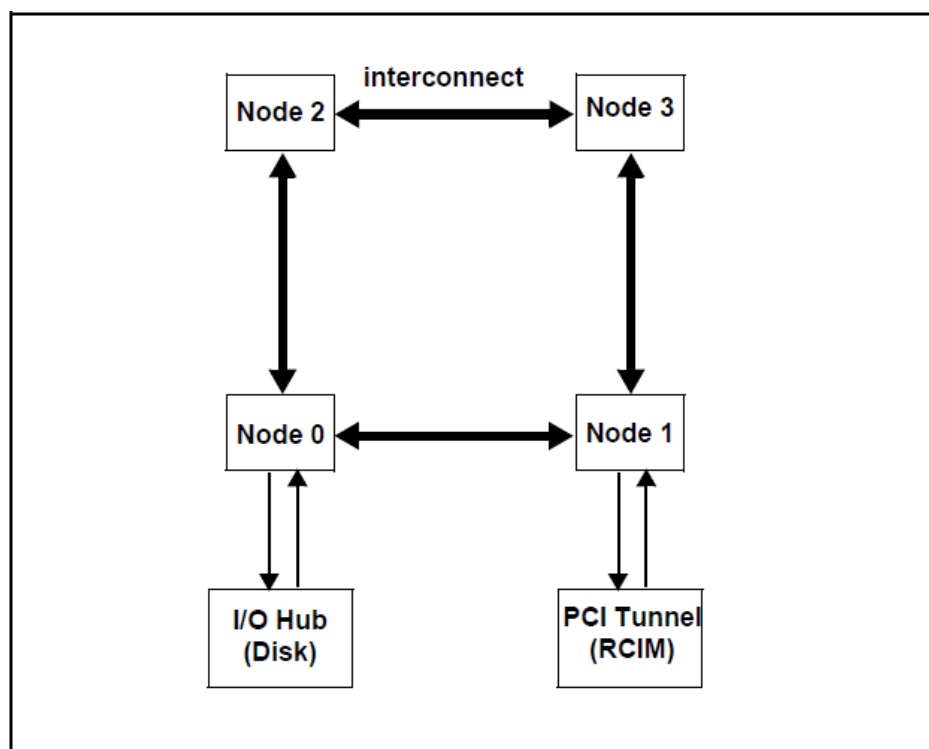 interconnect
Node 2
Node 3
Node 0
Node 1
I/O Hub
(Disk)
PCI Tunnel
(RCIM)